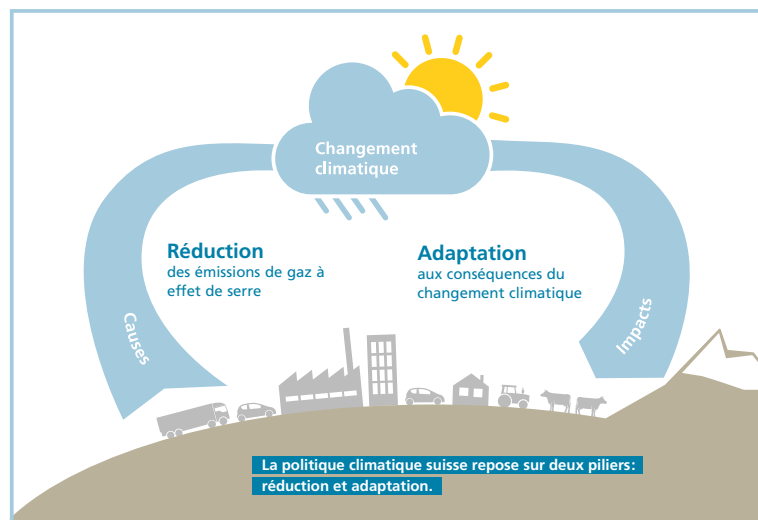 Changement
climatique
Réduction
des émissions de gaz à
effet de serre
Adaptation
aux conséquences du
changement climatique
Causes
Impacts
La politique climatique suisse repose sur deux piliers:
réduction et adaptation.